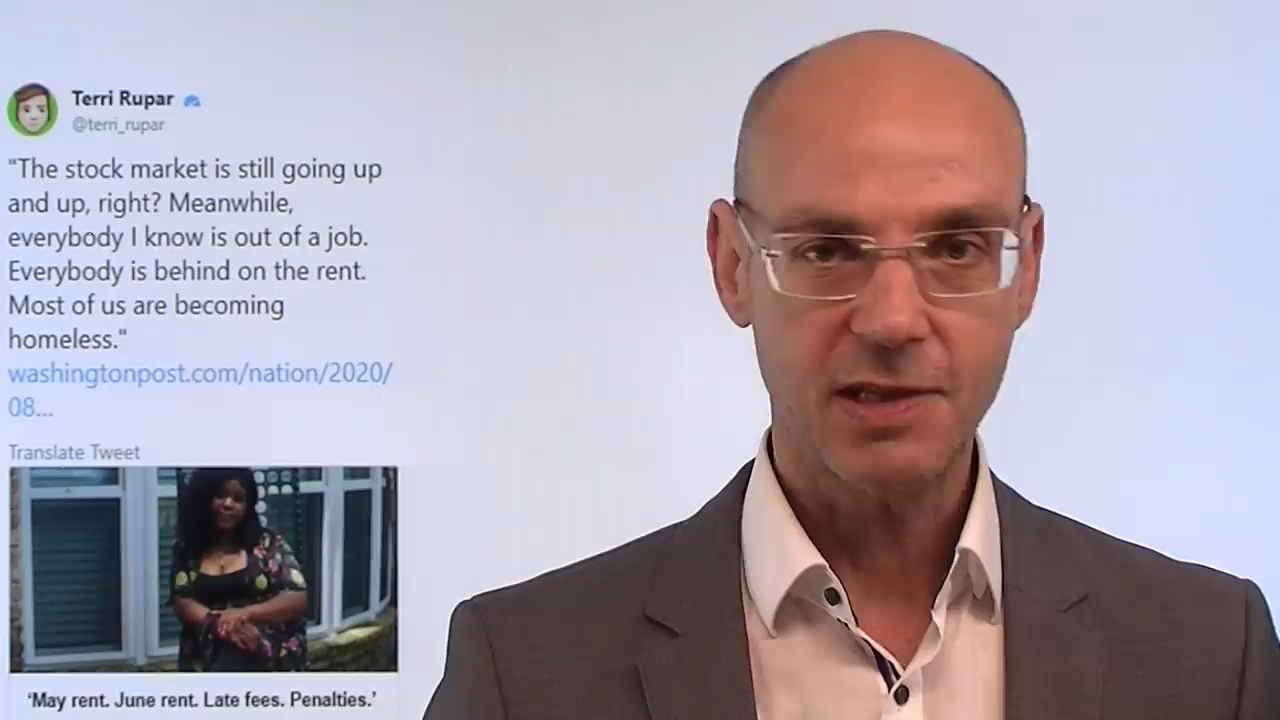 Terri Rupar
@terri_rupar
"The stock market is still going up
and up, right? Meanwhile,
everybody I know is out of a job.
Everybody is behind on the rent.
Most of us are becoming
homeless."
washingtonpost.com/nation/2020/
08...
Translate Tweet
'May rent. June rent. Late fees. Penalties.'